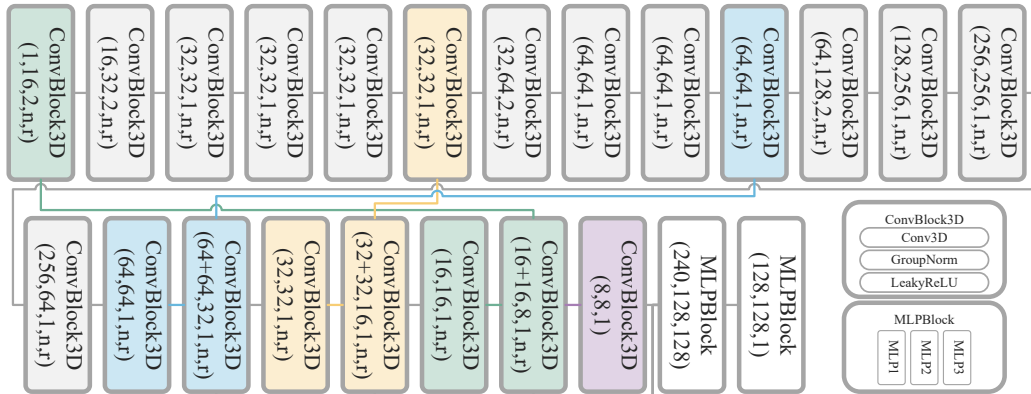 ConvBlock3D
(1,16,2,n,r)
ConvBlock3D
(16,32,2,n,r)
ConvBlock3D
(32,32,1,n,r)
ConvBlock3D
(32,32,1,n,r)
ConvBlock3D
(32,32,1,n,r)
ConvBlock3D
(32,32,1,n,r)
ConvBlock3D
(32,64,2,n,r)
ConvBlock3D
(64,64,1,n,r)
ConvBlock3D
(64,64,1,n,r)
ConvBlock3D
(64,64,1,n,r)
ConvBlock3D
(64,128,2,n,r)
ConvBlock3D
(128,256,1,n,r)
ConvBlock3D
(256,256,1,n,r)
ConvBlock3D
(256,64,1,n,r)
ConvBlock3D
(64,64,1,n,r)
ConvBlock3D
(64+64,32,1,n,r)
ConvBlock3D
(32,32,1,n,r)
ConvBlock3D
(32+32,16,1,n,r)
ConvBlock3D
(16,16,1,n,r)
ConvBlock3D
(16+16,8,1,n,r)
ConvBlock3D
(8,8,1)
MLPBlock
(240,128,128)
MLPBlock
(128,128,1)
ConvBlock3D
Conv3D
GroupNorm
LeakyReLU
MLPBlock
MLP1
MLP2
MLP3